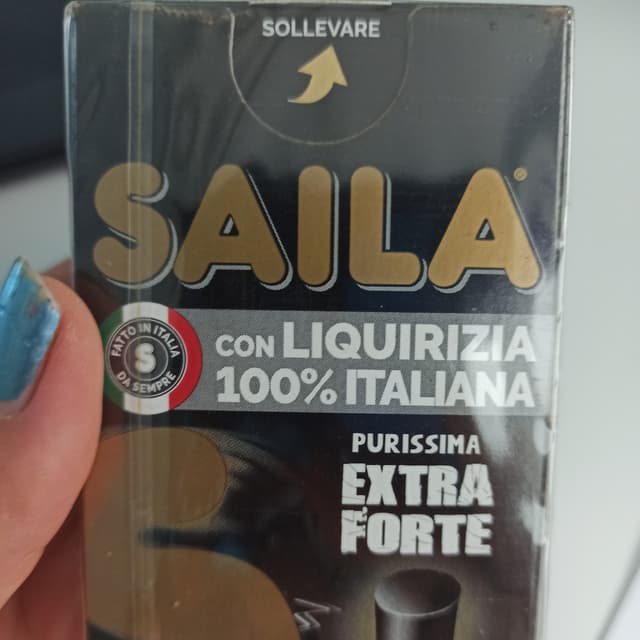 SOLLEVARE
SAILA®
FATTO IN ITALIA
S
DA SEMPRE
CON LIQUIRIZIA
100% ITALIANA
PURISSIMA
EXTRA
FORTE